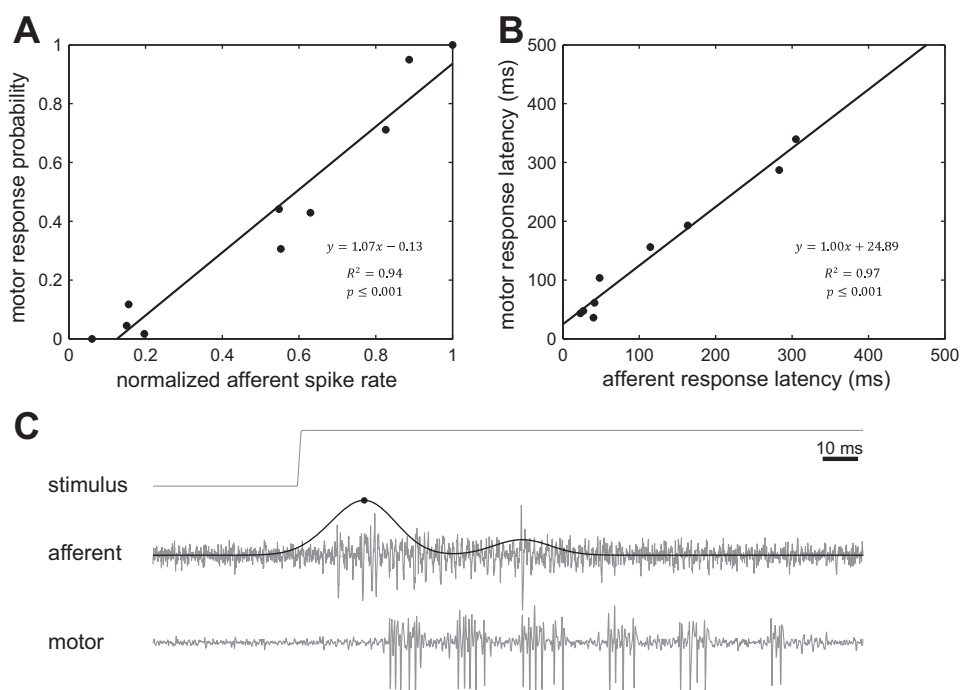 A
motor response probability
1
0.8
0.6
0.4
0.2
0
0
0.2
0.4
0.6
0.8
1
normalized afferent spike rate
y = 1.07x − 0.13
R² = 0.94
p ≤ 0.001
B
motor response latency (ms)
500
400
300
200
100
0
0
100
200
300
400
500
afferent response latency (ms)
y = 1.00x + 24.89
R² = 0.97
p ≤ 0.001
C
10 ms
stimulus
afferent
motor